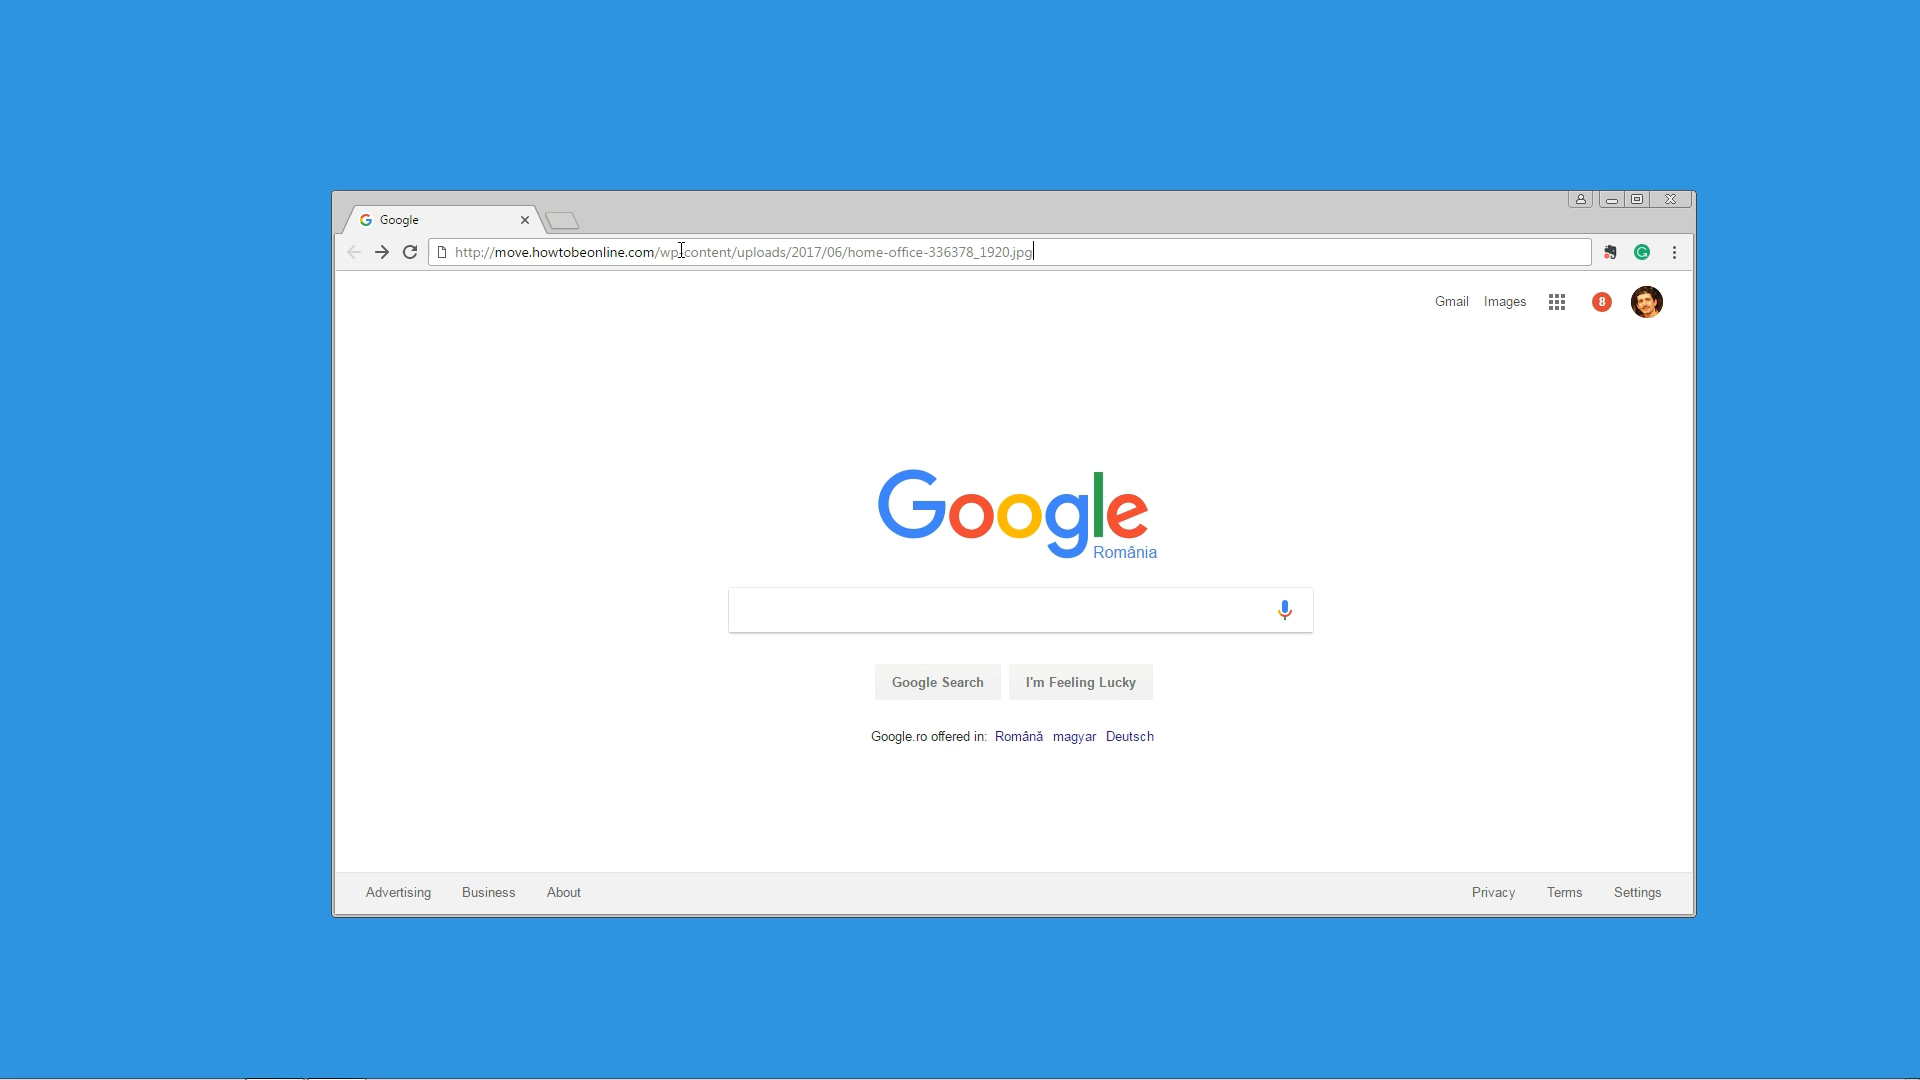 Google
http://move.howtobeonline.com/wp-content/uploads/2017/06/home-office-336378_1920.jpg
Gmail Images 8
Google
România
Google Search I'm Feeling Lucky
Google.ro offered in: Română magyar Deutsch
Advertising Business About Privacy Terms Settings